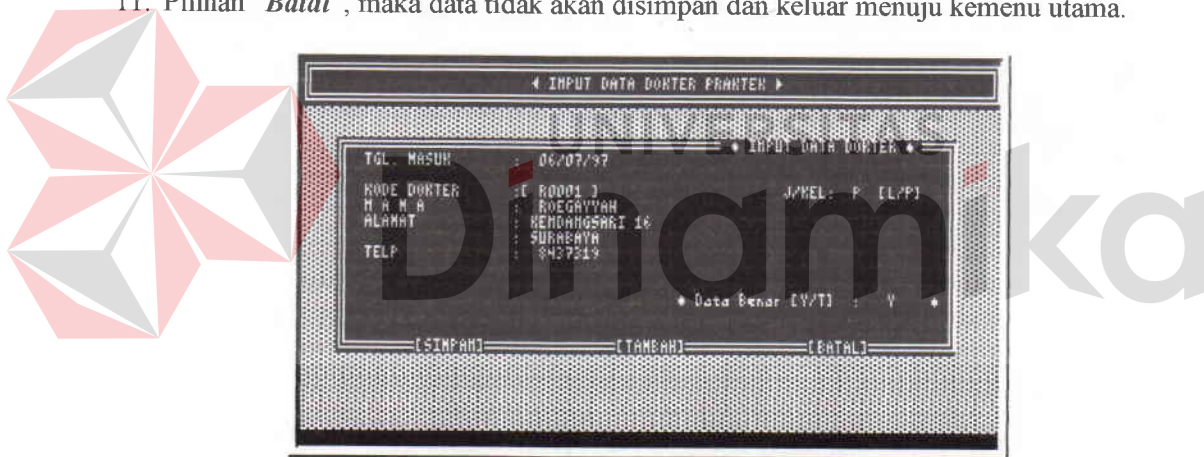 11. Pilihan "Batal", maka data tidak akan disimpan dan keluar menuju kemenu utama.
INPUT DATA DOKTER PRAKTEK
UNIVERSITAS
Dinamika
INPUT DATA DOKTER
TGL. MASUK : 06/07/97
KODE DOKTER :[ R0001 ] J/KEL: P [L/P]
N A M A : ROEGAYYAH
ALAMAT : KENDANGSARI 16
: SURABAYA
TELP : 8437319
Data Benar [Y/T] : Y
[SIMPAN] [TAMBAH] [BATAL]